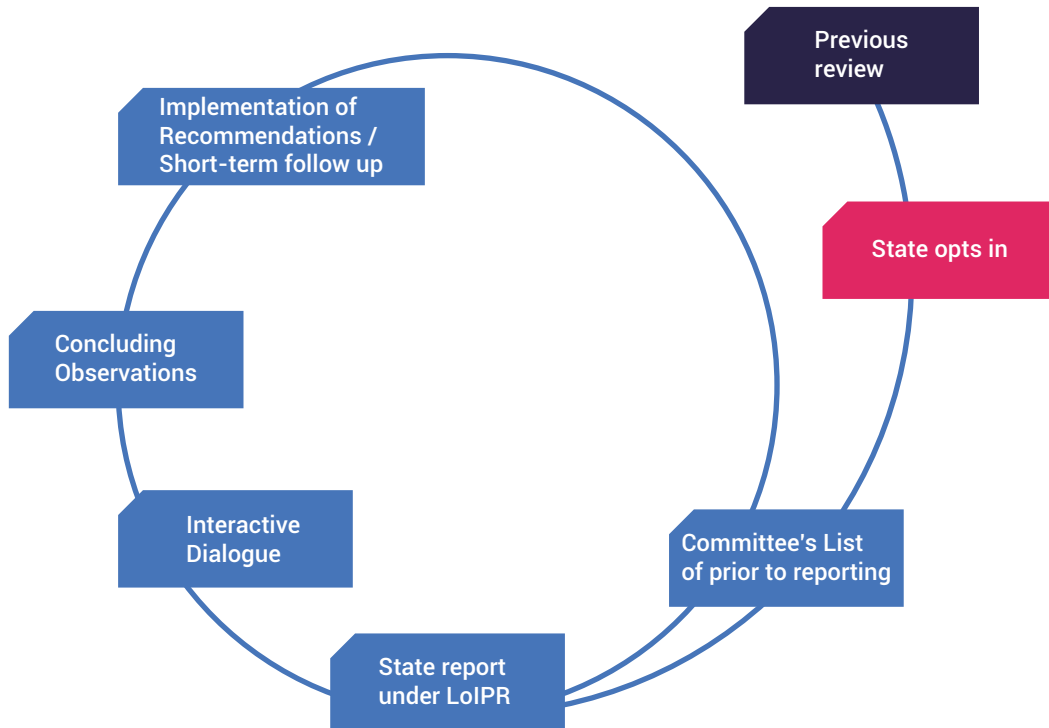 Previous
review
State opts in
Committee's List
of prior to reporting
State report
under LoIPR
Interactive
Dialogue
Concluding
Observations
Implementation of
Recommendations /
Short-term follow up